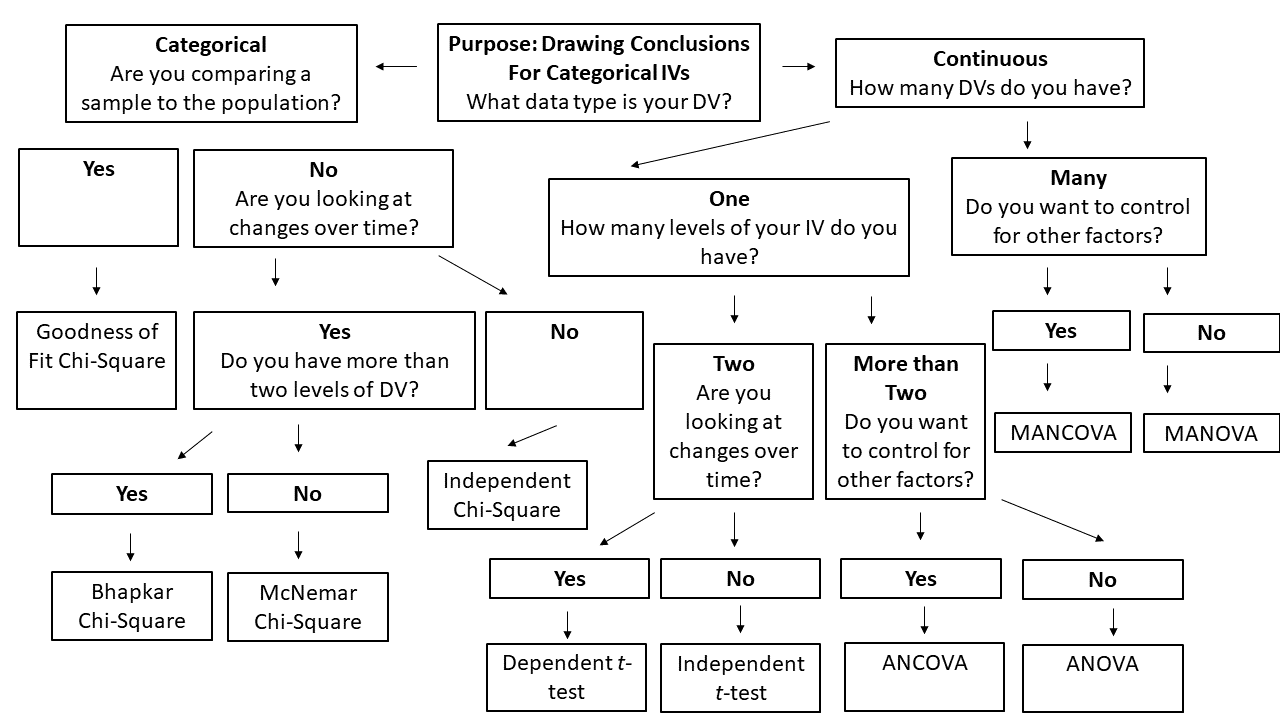 Categorical
Are you comparing a
sample to the population?
Purpose: Drawing Conclusions
For Categorical IVs
What data type is your DV?
Continuous
How many DVs do you have?
Yes
No
Are you looking at
changes over time?
One
How many levels of your IV do you
have?
Many
Do you want to control
for other factors?
Goodness of
Fit Chi-Square
Yes
Do you have more than
two levels of DV?
No
Two
Are you
looking at
changes over
time?
More than
Two
Do you want
to control for
other factors?
Yes
No
MANCOVA
MANOVA
Yes
No
Independent
Chi-Square
Bhapkar
Chi-Square
McNemar
Chi-Square
Yes
No
Yes
No
Dependent t-
test
Independent
t-test
ANCOVA
ANOVA